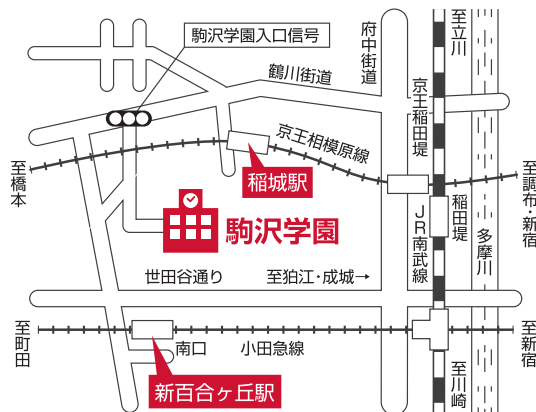 駒沢学園入口信号
府中街道
至立川
鶴川街道
京王稲田堤
京王相模原線
至橋本
稲城駅
至調布・新宿
稲田堤
JR南武線
多摩川
駒沢学園
世田谷通り
至狛江・成城→
至町田
南口
小田急線
至新宿
至川崎
新百合ヶ丘駅